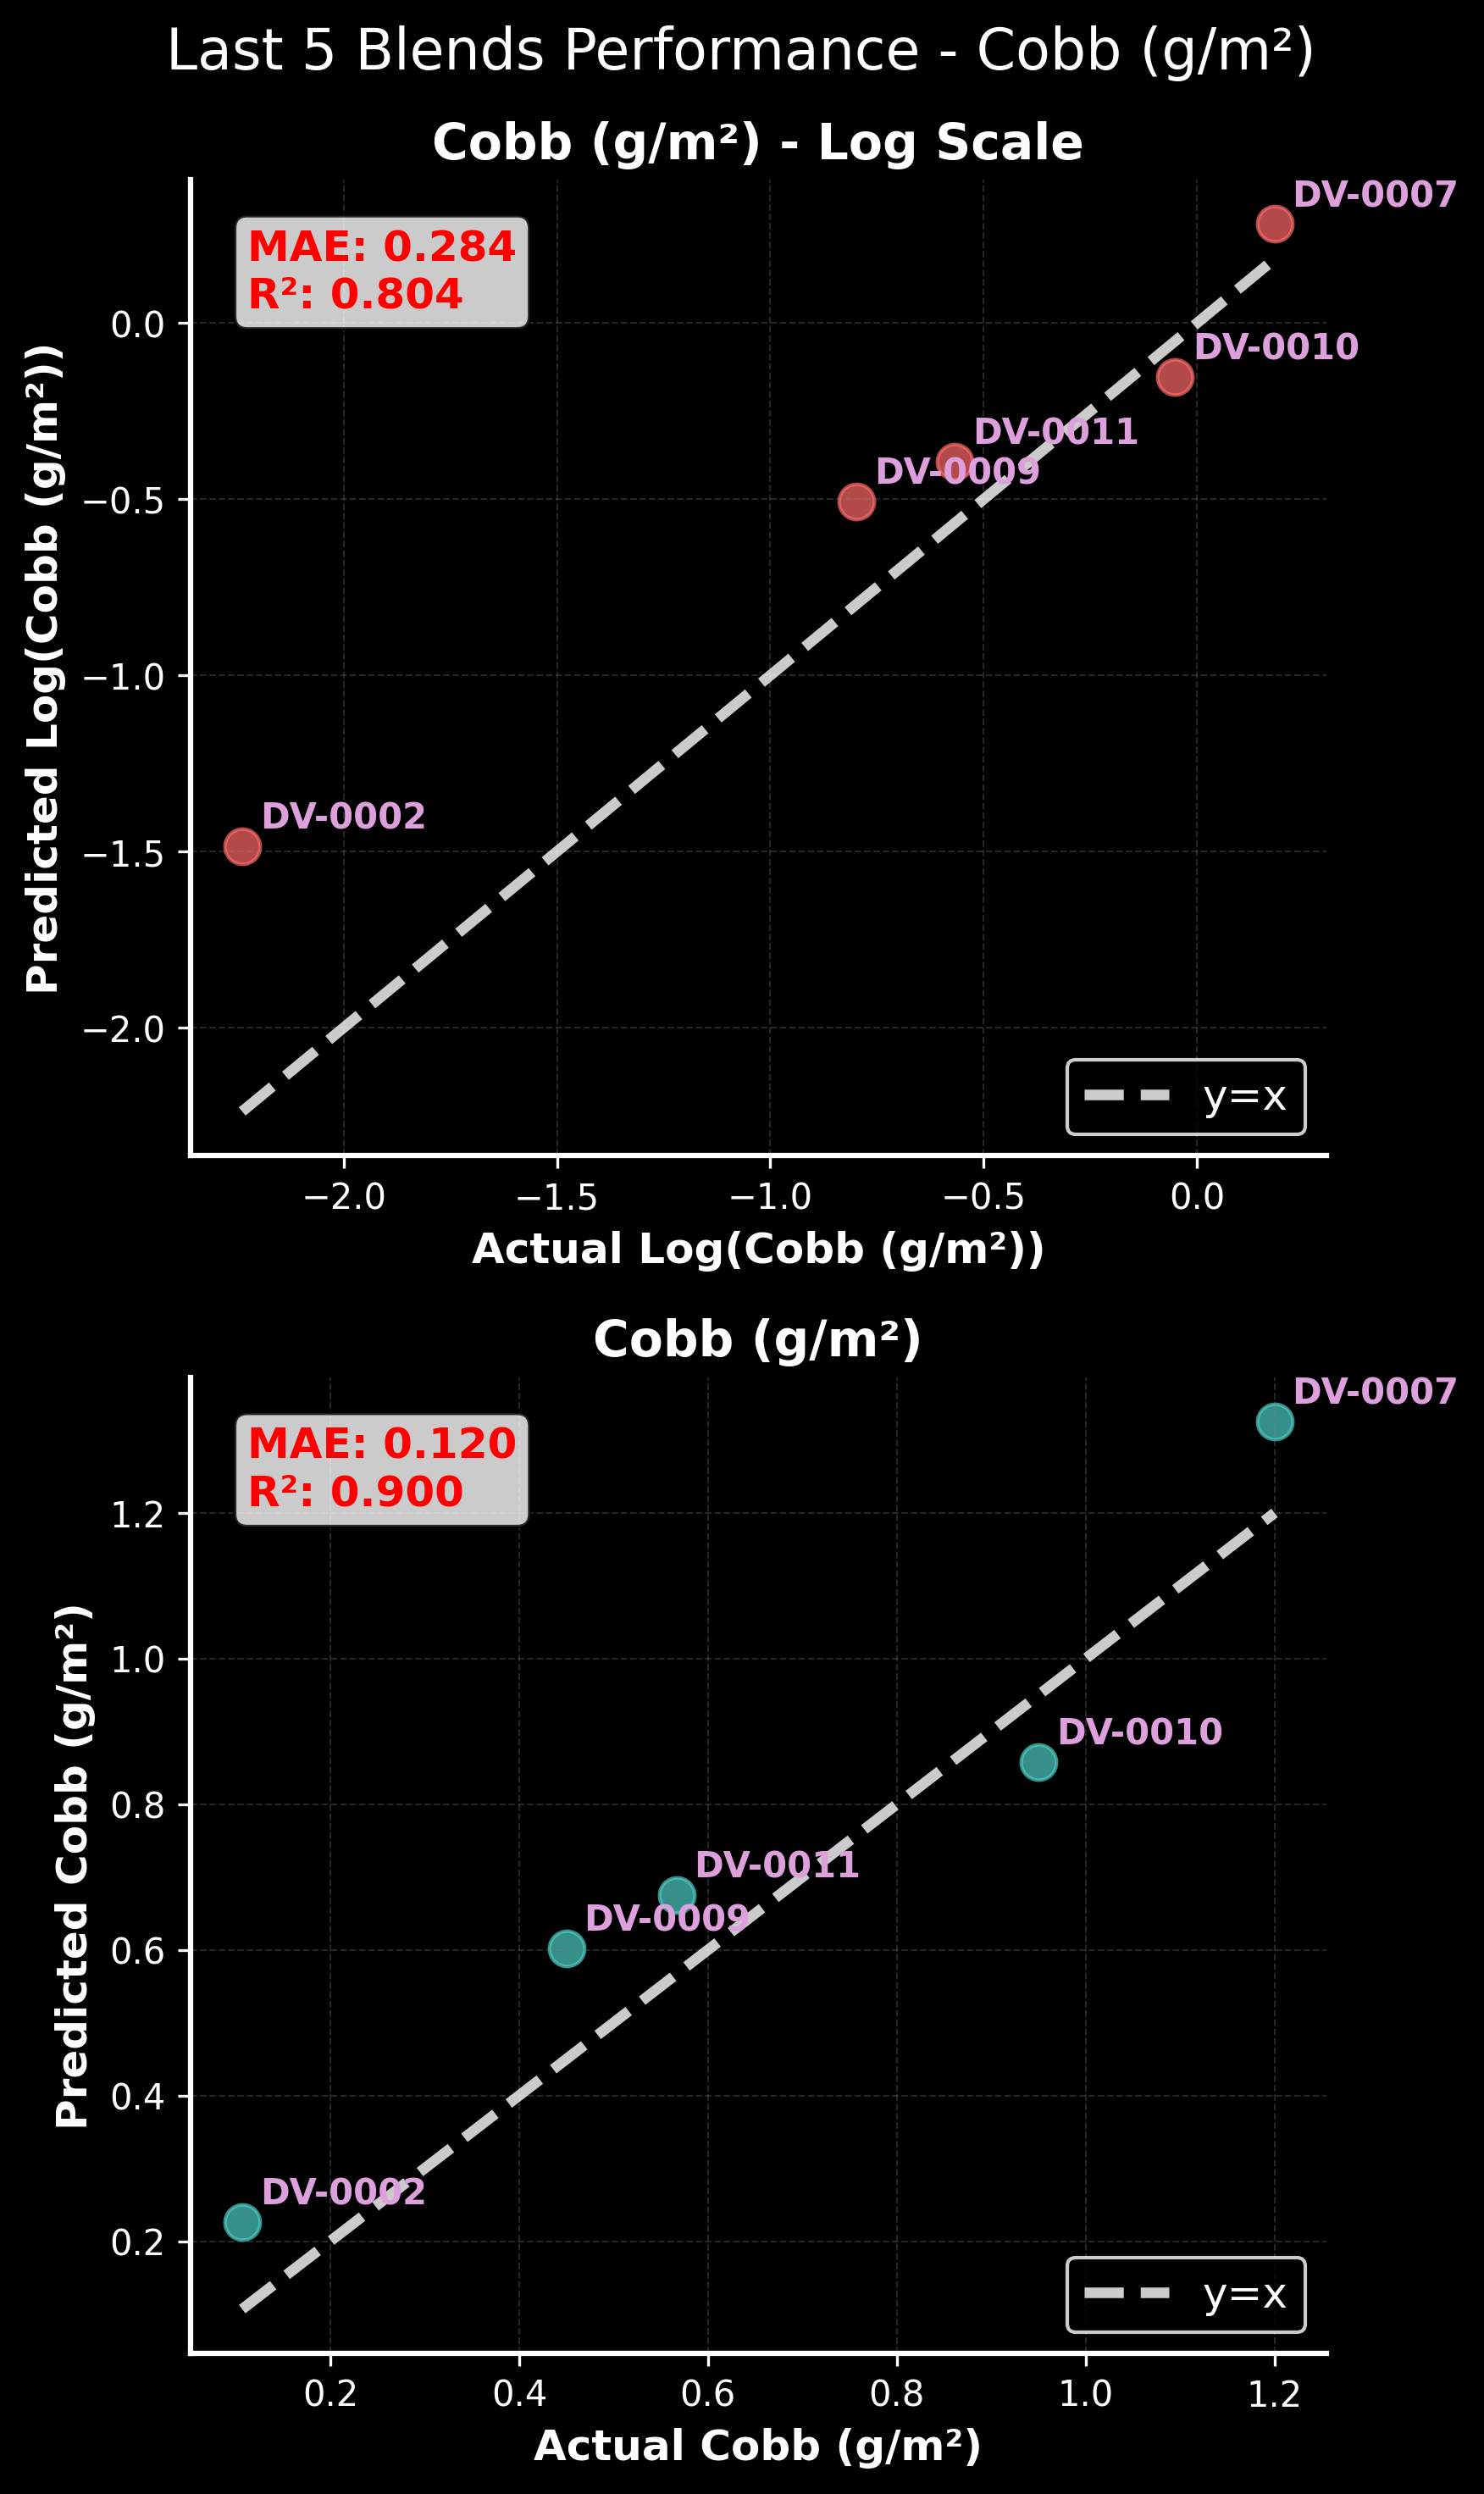 Last 5 Blends Performance - Cobb (g/m²)
Cobb (g/m²) - Log Scale
MAE: 0.284
R²: 0.804
DV-0007
DV-0010
DV-0011
DV-0009
DV-0002
0.0
−0.5
−1.0
−1.5
−2.0
Predicted Log(Cobb (g/m²))
y=x
−2.0 −1.5 −1.0 −0.5 0.0
Actual Log(Cobb (g/m²))
Cobb (g/m²)
MAE: 0.120
R²: 0.900
DV-0007
DV-0010
DV-0011
DV-0009
DV-0002
1.2
1.0
0.8
0.6
0.4
0.2
Predicted Cobb (g/m²)
y=x
0.2 0.4 0.6 0.8 1.0 1.2
Actual Cobb (g/m²)